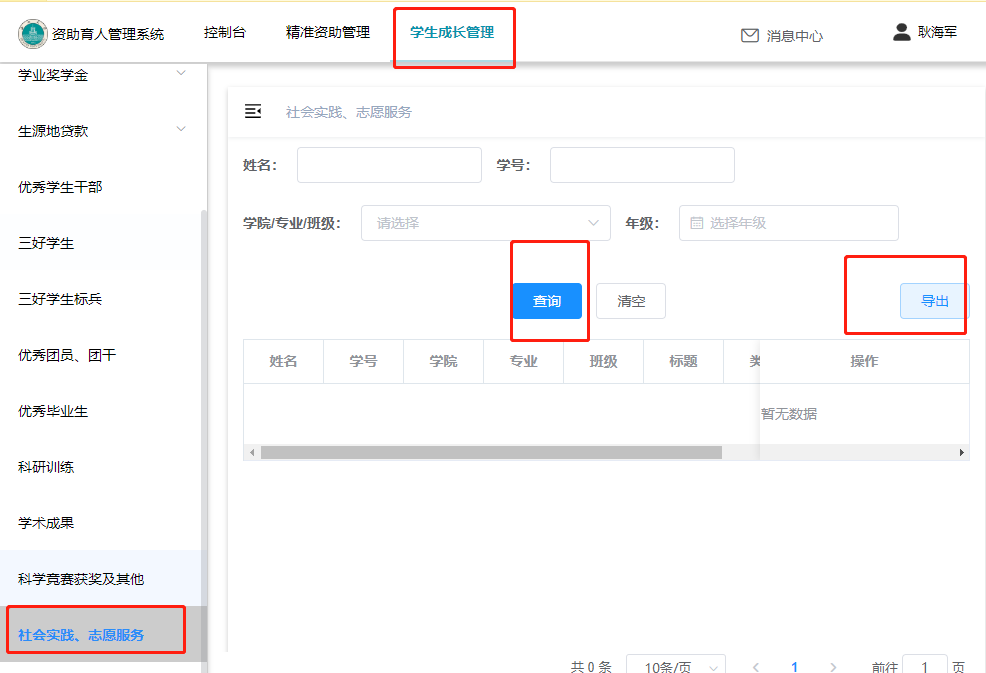 资助育人管理系统 控制台 精准资助管理 学生成长管理 消息中心 耿海军
学业奖学金
生源地贷款
优秀学生干部
三好学生
三好学生标兵
优秀团员、团干
优秀毕业生
科研训练
学术成果
科学竞赛获奖及其他
社会实践、志愿服务
社会实践、志愿服务
姓名： 学号：
学院/专业/班级： 请选择 年级： 选择年级
查询 清空 导出
姓名 学号 学院 专业 班级 标题 类 操作
暂无数据
共 0 条 10条/页 1 前往 1 页